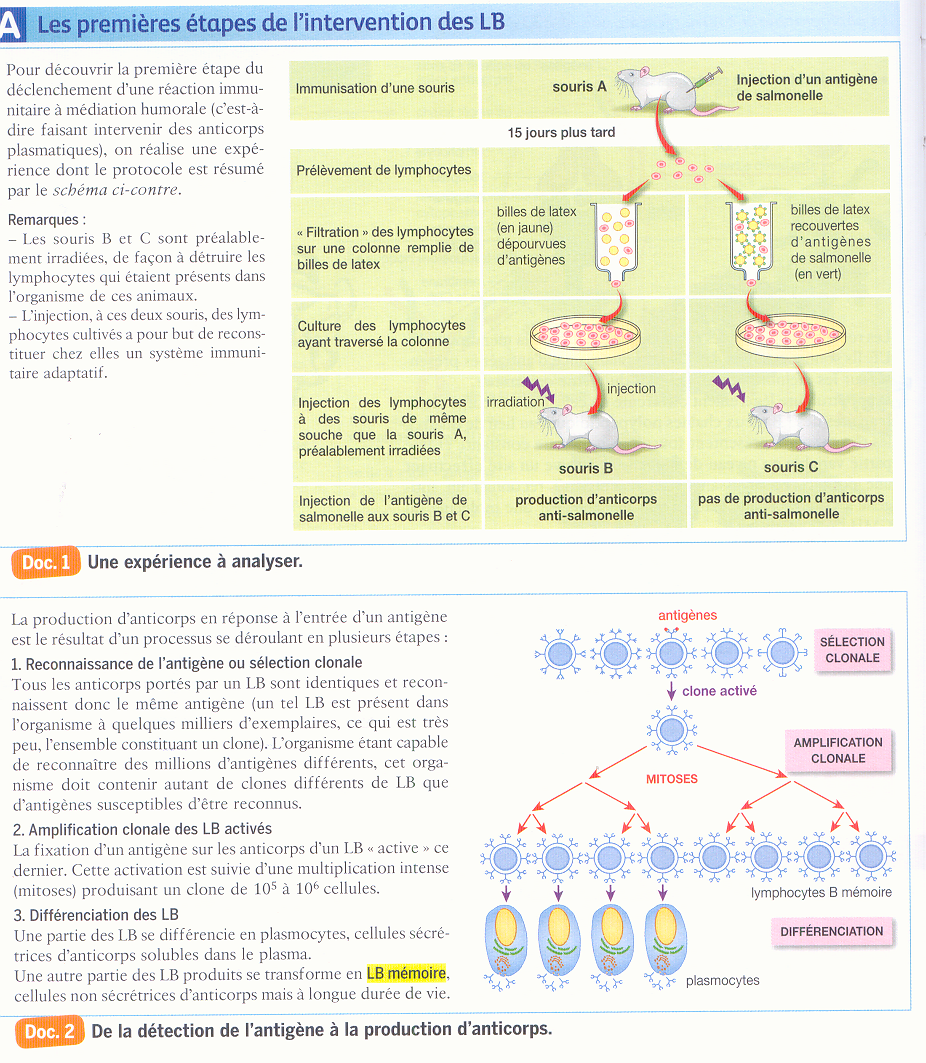 A Les premières étapes de l'intervention des LB
Pour découvrir la première étape du
déclenchement d'une réaction immu-
nitaire à médiation humorale (c'est-à-
dire faisant intervenir des anticorps
plasmatiques), on réalise une expé-
rience dont le protocole est résumé
par le schéma ci-contre.
Remarques :
– Les souris B et C sont préalable-
ment irradiées, de façon à détruire les
lymphocytes qui étaient présents dans
l'organisme de ces animaux.
– L'injection, à ces deux souris, des lym-
phocytes cultivés a pour but de recons-
tituer chez elles un système immuni-
taire adaptatif.
Immunisation d'une souris
souris A
Injection d'un antigène
de salmonelle
15 jours plus tard
Prélèvement de lymphocytes
« Filtration » des lymphocytes
sur une colonne remplie de
billes de latex
billes de latex
(en jaune)
dépourvues
d'antigènes
billes de latex
recouvertes
d'antigènes
de salmonelle
(en vert)
Culture des lymphocytes
ayant traversé la colonne
Injection des lymphocytes
à des souris de même
souche que la souris A,
préalablement irradiées
irradiation
injection
souris B
souris C
Injection de l'antigène de
salmonelle aux souris B et C
production d'anticorps
anti-salmonelle
pas de production d'anticorps
anti-salmonelle
Doc. 1 Une expérience à analyser.
La production d'anticorps en réponse à l'entrée d'un antigène
est le résultat d'un processus se déroulant en plusieurs étapes :
1. Reconnaissance de l'antigène ou sélection clonale
Tous les anticorps portés par un LB sont identiques et recon-
naissent donc le même antigène (un tel LB est présent dans
l'organisme à quelques milliers d'exemplaires, ce qui est très
peu, l'ensemble constituant un clone). L'organisme étant capable
de reconnaître des millions d'antigènes différents, cet orga-
nisme doit contenir autant de clones différents de LB que
d'antigènes susceptibles d'être reconnus.
2. Amplification clonale des LB activés
La fixation d'un antigène sur les anticorps d'un LB « active » ce
dernier. Cette activation est suivie d'une multiplication intense
(mitoses) produisant un clone de 10⁵ à 10⁶ cellules.
3. Différenciation des LB
Une partie des LB se différencie en plasmocytes, cellules sécré-
trices d'anticorps solubles dans le plasma.
Une autre partie des LB produits se transforme en LB mémoire,
cellules non sécrétrices d'anticorps mais à longue durée de vie.
antigènes
SÉLECTION
CLONALE
clone activé
AMPLIFICATION
CLONALE
MITOSES
lymphocytes B mémoire
DIFFÉRENCIATION
plasmocytes
Doc. 2 De la détection de l'antigène à la production d'anticorps.